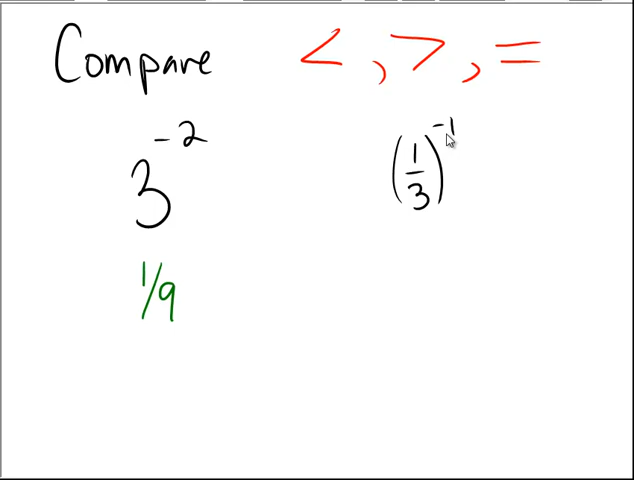 Compare <, >, =
3^{-2} (1/3)^{-1}
1/9